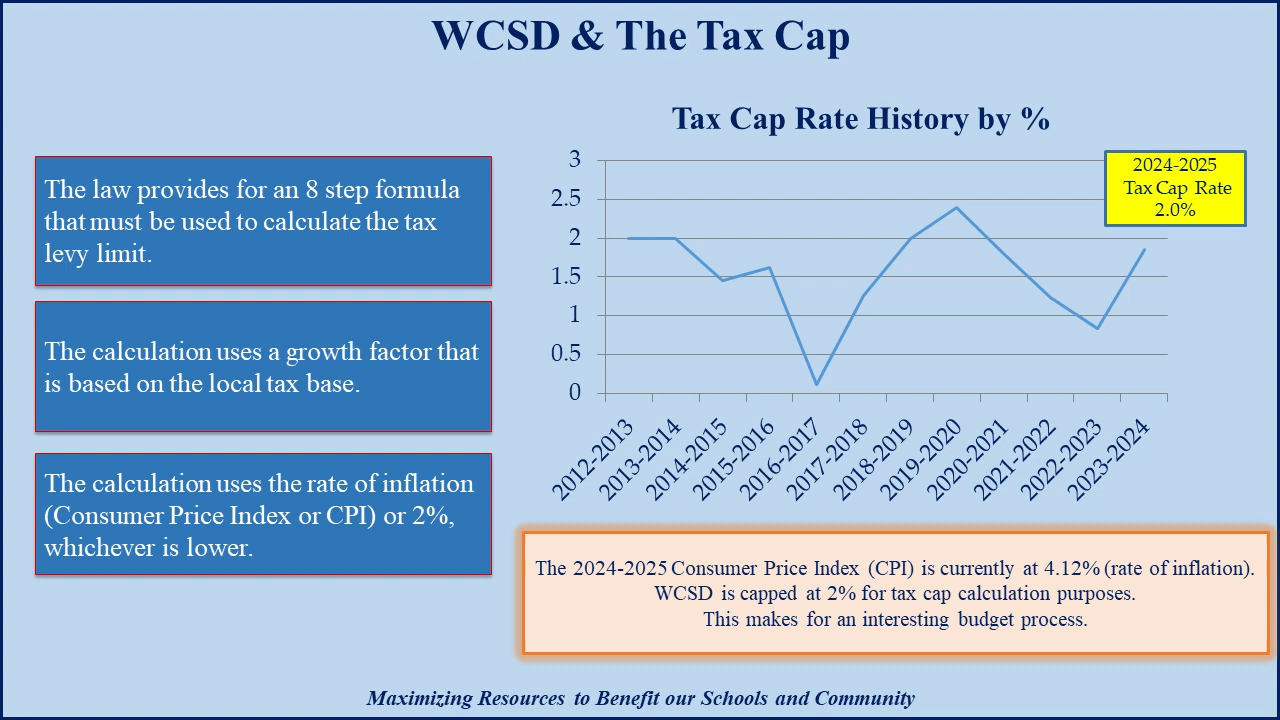 WCSD & The Tax Cap
The law provides for an 8 step formula
that must be used to calculate the tax
levy limit.
The calculation uses a growth factor that
is based on the local tax base.
The calculation uses the rate of inflation
(Consumer Price Index or CPI) or 2%,
whichever is lower.
Tax Cap Rate History by %
3
2.5
2
1.5
1
0.5
0
2012-2013
2013-2014
2014-2015
2015-2016
2016-2017
2017-2018
2018-2019
2019-2020
2020-2021
2021-2022
2022-2023
2023-2024
2024-2025
Tax Cap Rate
2.0%
The 2024-2025 Consumer Price Index (CPI) is currently at 4.12% (rate of inflation).
WCSD is capped at 2% for tax cap calculation purposes.
This makes for an interesting budget process.
Maximizing Resources to Benefit our Schools and Community